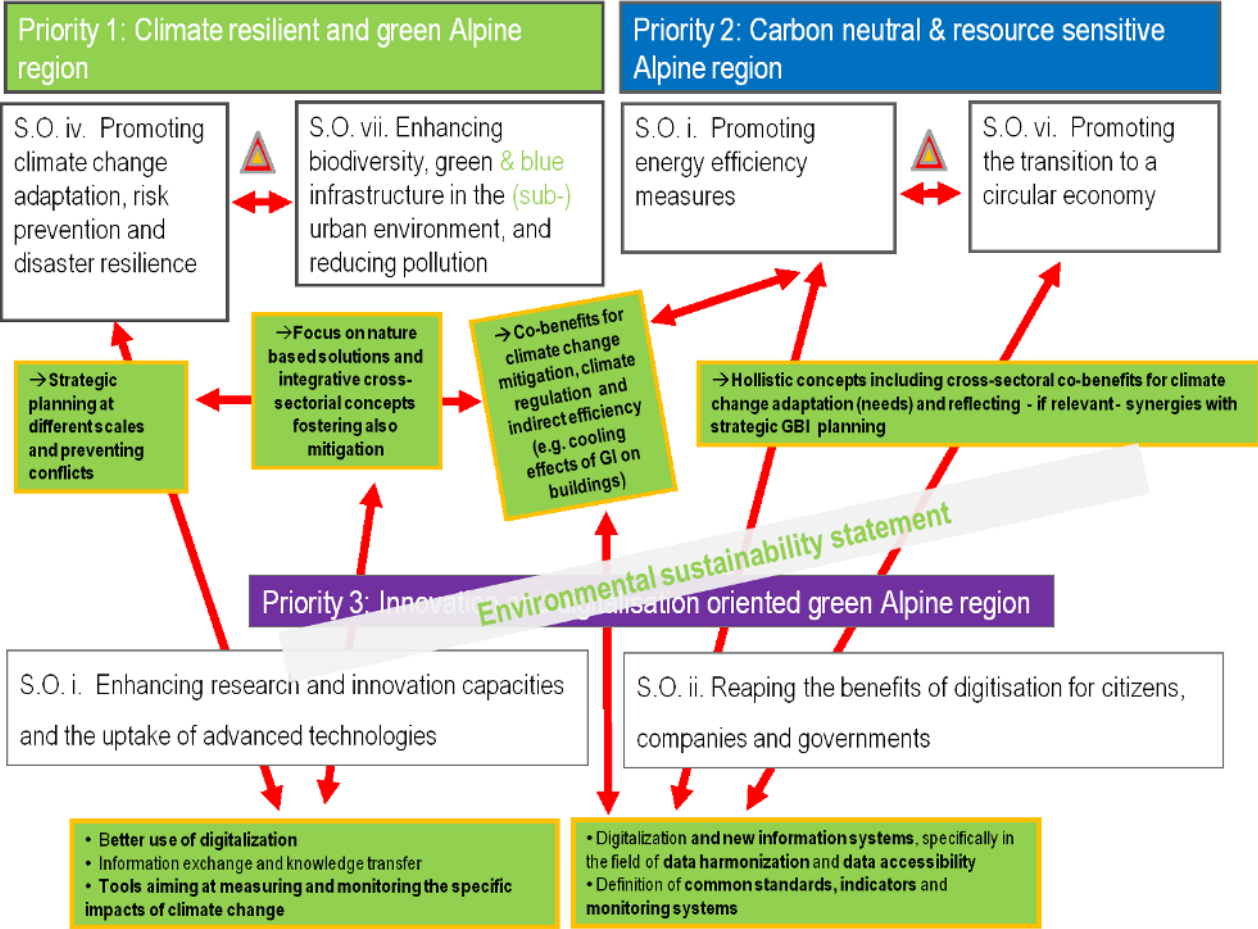 Priority 1: Climate resilient and green Alpine
region
Priority 2: Carbon neutral & resource sensitive
Alpine region
S.O. iv. Promoting
climate change
adaptation, risk
prevention and
disaster resilience
S.O. vii. Enhancing
biodiversity, green & blue
infrastructure in the (sub-)
urban environment, and
reducing pollution
S.O. i. Promoting
energy efficiency
measures
S.O. vi. Promoting
the transition to a
circular economy
→Strategic
planning at
different scales
and preventing
conflicts
→Focus on nature
based solutions and
integrative cross-
sectorial concepts
fostering also
mitigation
→Co-benefits for
climate change
mitigation, climate
regulation and
indirect efficiency
(e.g. cooling
effects of GI on
buildings)
→Hollistic concepts including cross-sectoral co-benefits for climate
change adaptation (needs) and reflecting - if relevant- synergies with
strategic GBI planning
Environmental sustainability statement
Priority 3: Innovation digitalisation oriented green Alpine region
S.O. i. Enhancing research and innovation capacities
and the uptake of advanced technologies
S.O. ii. Reaping the benefits of digitisation for citizens,
companies and governments
• Better use of digitalization
• Information exchange and knowledge transfer
• Tools aiming at measuring and monitoring the specific
impacts of climate change
• Digitalization and new information systems, specifically in
the field of data harmonization and data accessibility
• Definition of common standards, indicators and
monitoring systems